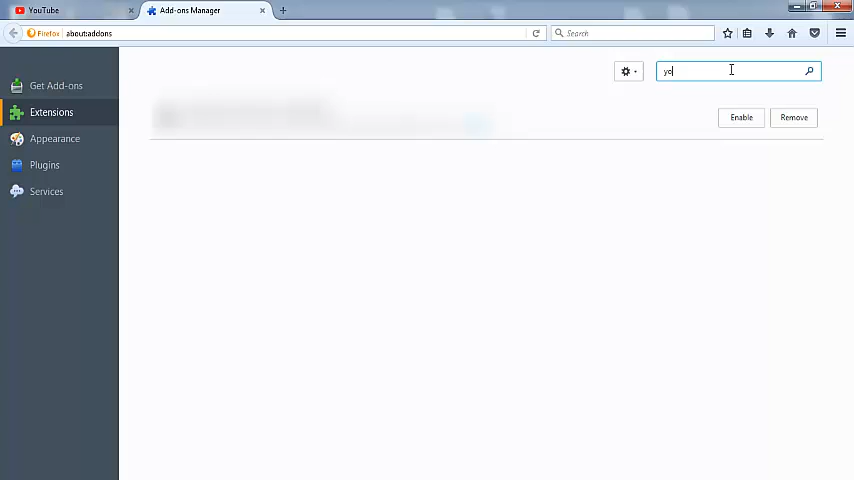 YouTube
Add-ons Manager
Firefox
about:addons
Search
yo
Get Add-ons
Extensions
Enable
Remove
Appearance
Plugins
Services